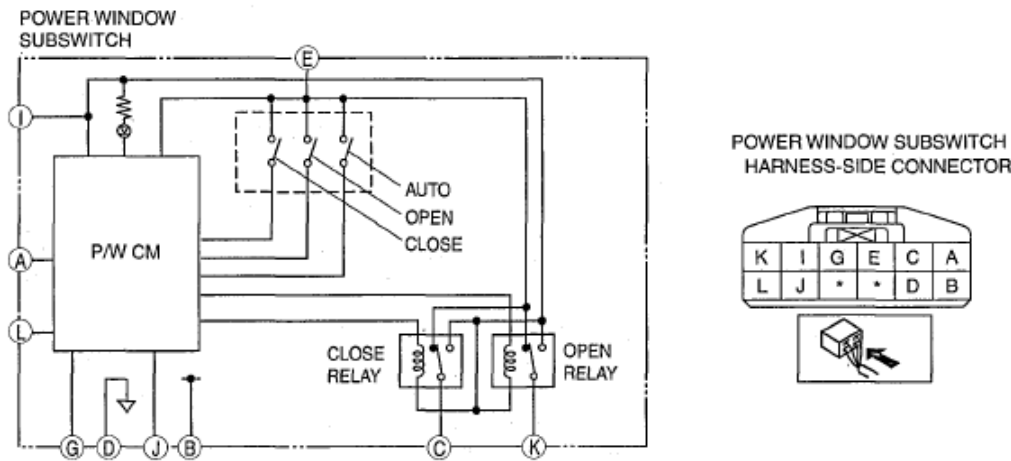 POWER WINDOW
SUBSWITCH
E
I
AUTO
OPEN
CLOSE
P/W CM
A
L
CLOSE
RELAY
OPEN
RELAY
G D J B C K
POWER WINDOW SUBSWITCH
HARNESS-SIDE CONNECTOR
K I G E C A
L J * * D B